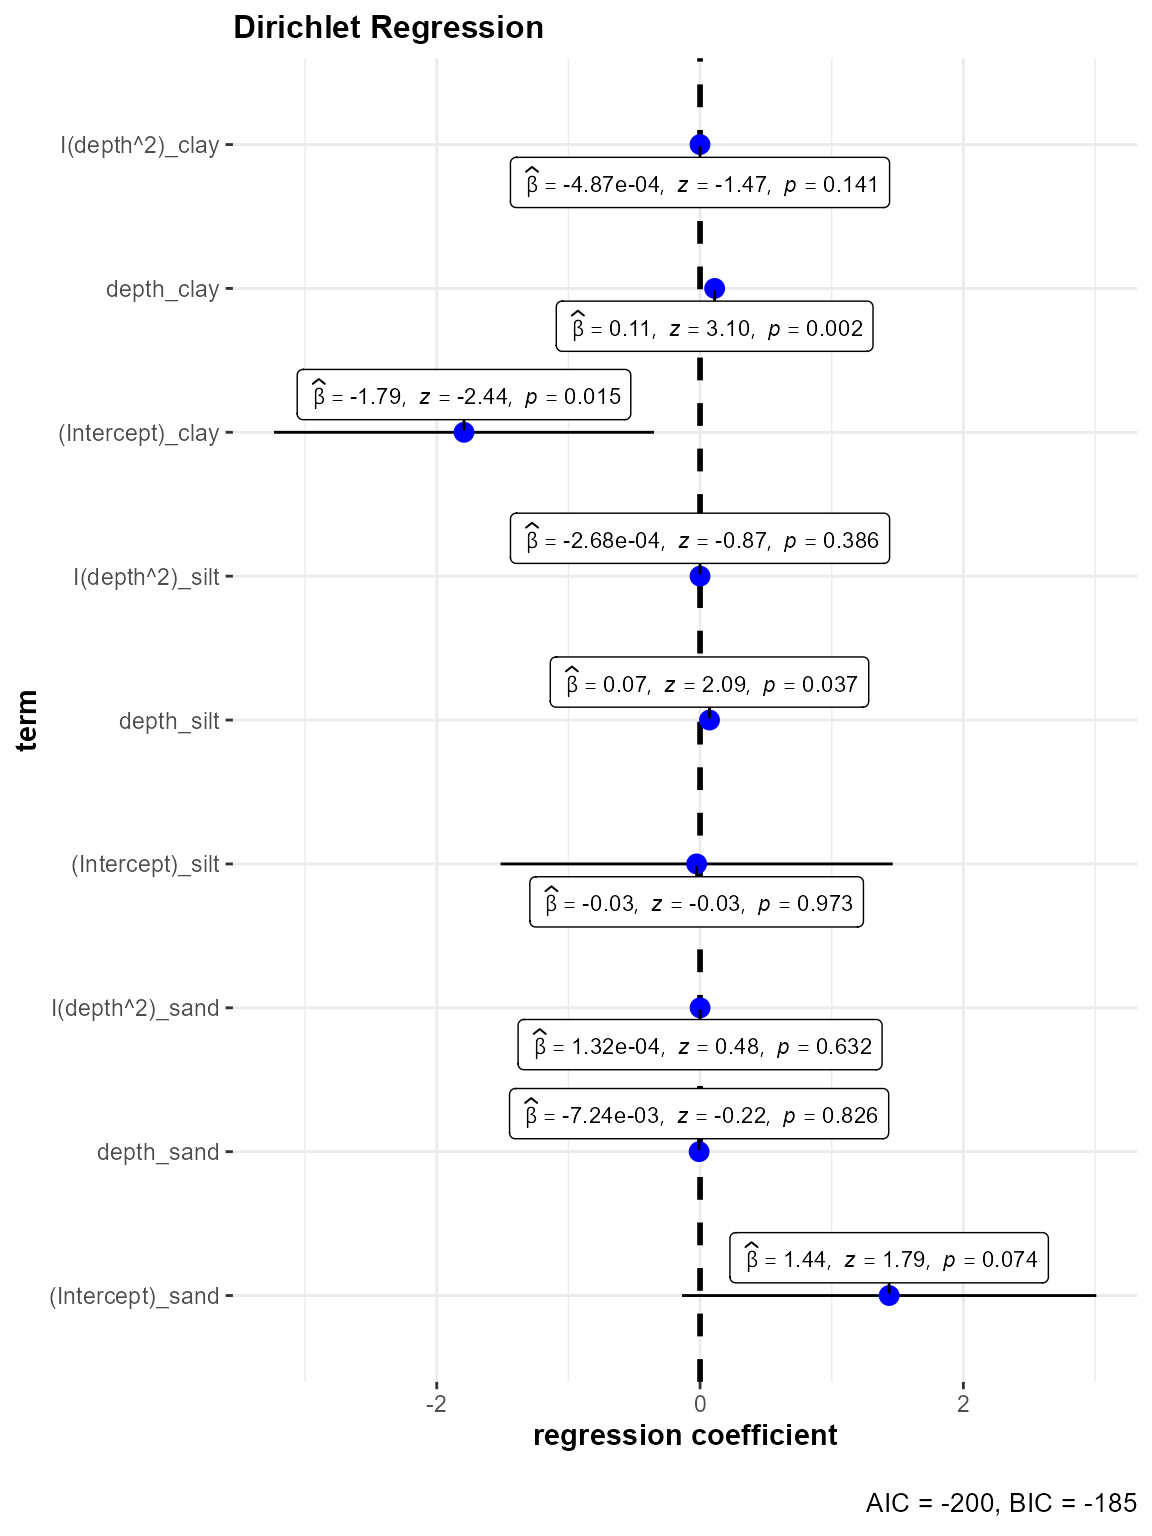 Dirichlet Regression
I(depth^2)_clay
β̂ = -4.87e-04, z = -1.47, p = 0.141
depth_clay
β̂ = 0.11, z = 3.10, p = 0.002
β̂ = -1.79, z = -2.44, p = 0.015
(Intercept)_clay
β̂ = -2.68e-04, z = -0.87, p = 0.386
I(depth^2)_silt
β̂ = 0.07, z = 2.09, p = 0.037
depth_silt
term
(Intercept)_silt
β̂ = -0.03, z = -0.03, p = 0.973
I(depth^2)_sand
β̂ = 1.32e-04, z = 0.48, p = 0.632
β̂ = -7.24e-03, z = -0.22, p = 0.826
depth_sand
β̂ = 1.44, z = 1.79, p = 0.074
(Intercept)_sand
-2 0 2
regression coefficient
AIC = -200, BIC = -185